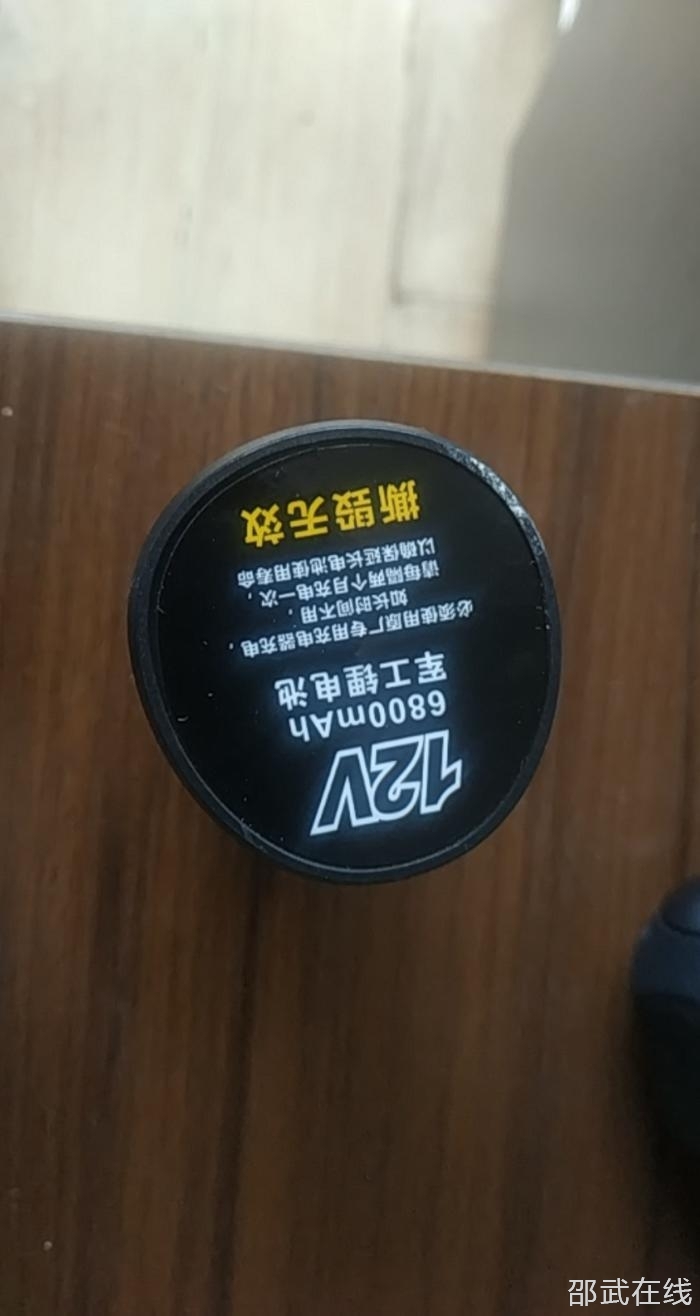 12V
6800mAh
军工锂电池
必须使用原厂专用充电器充电，
如长时间不用，
请每隔两个月充电一次，
以确保延长电池使用寿命
撕毁无效
邵武在线